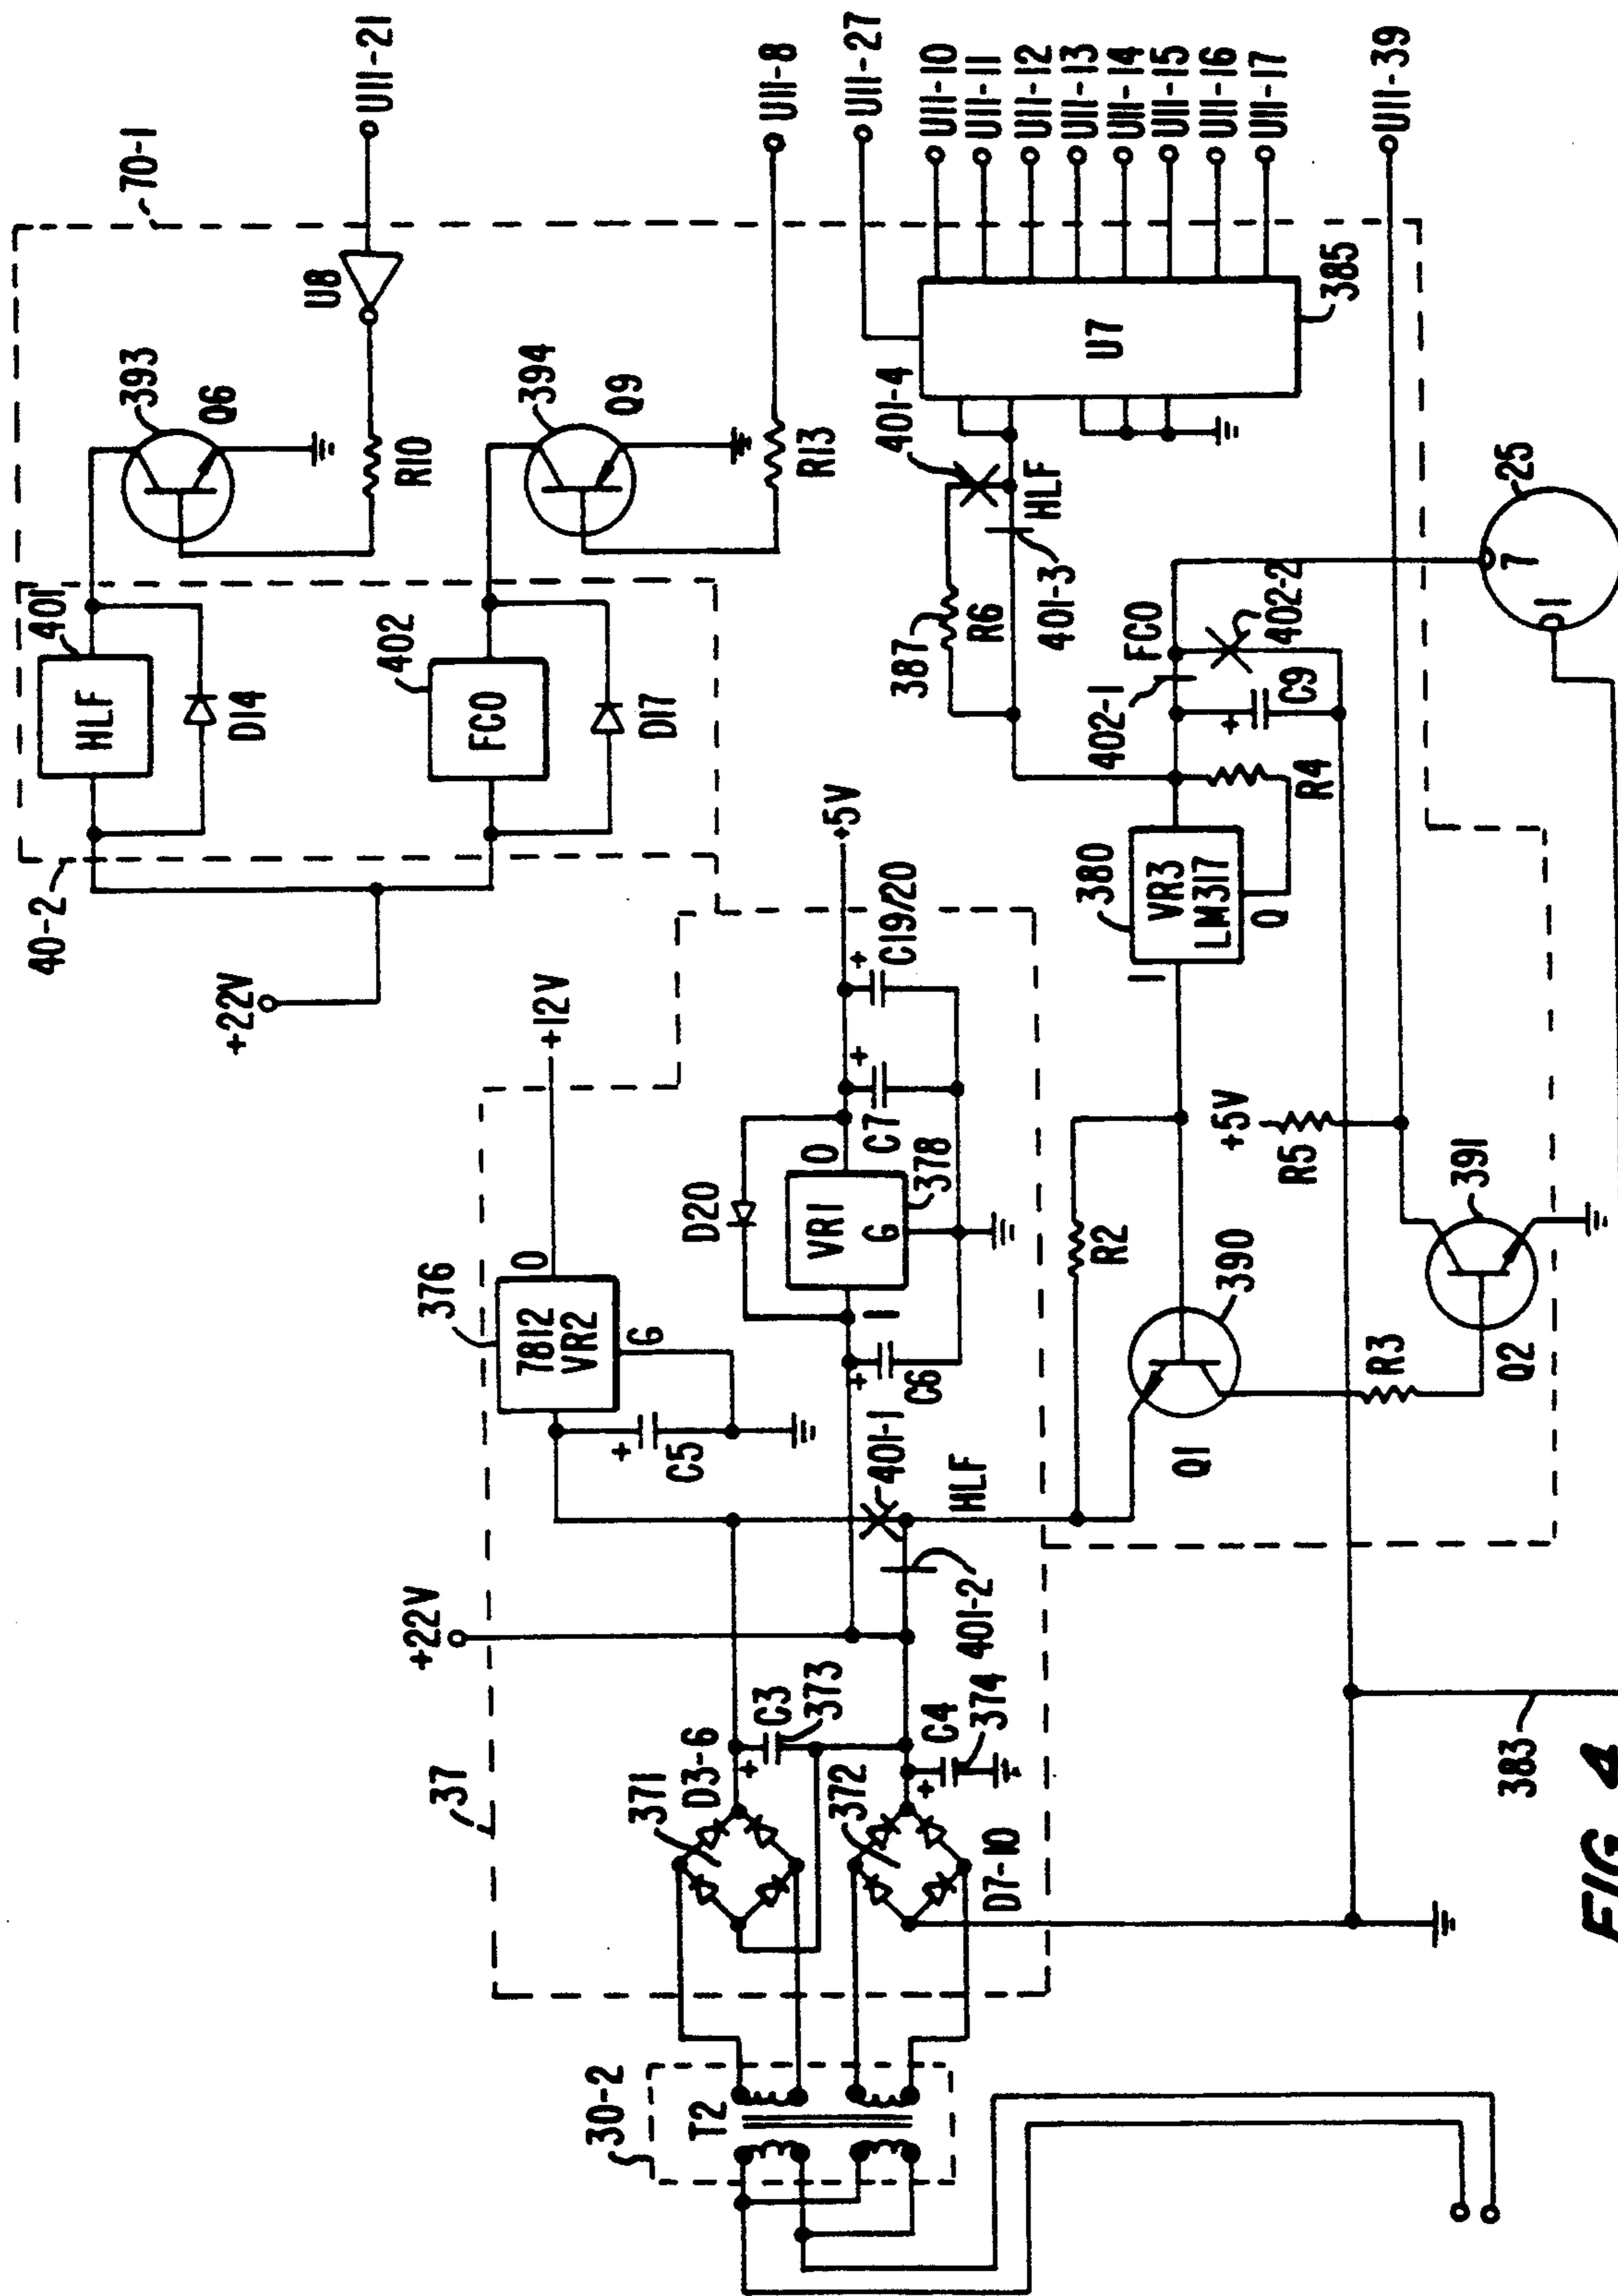 70-1
U11-21
40-2
401
HLF
D14
393
Q6
U8
R10
402
FCO
D17
394
Q9
R13
U11-8
+22V
U11-27
U11-10
U11-11
U11-12
U11-13
U11-14
U11-15
U11-16
U11-17
U7
385
401-4
HLF
401-3
387
R6
U11-39
+12V
+5V
376
7812
VR2
O
G
+
C5
D20
VR1
O
G
I
378
+
C7
+
C19/20
+
C6
401-1
HLF
401-2
+22V
37
371
D3-6
+
C3
373
372
D7-10
+
C4
374
30-2
T2
380
VR3
LM317
I
Q
R4
402-1
FCO
402-2
+
C9
25
7
1
R2
390
Q1
+5V
R5
391
R3
Q2
383
FIG 4